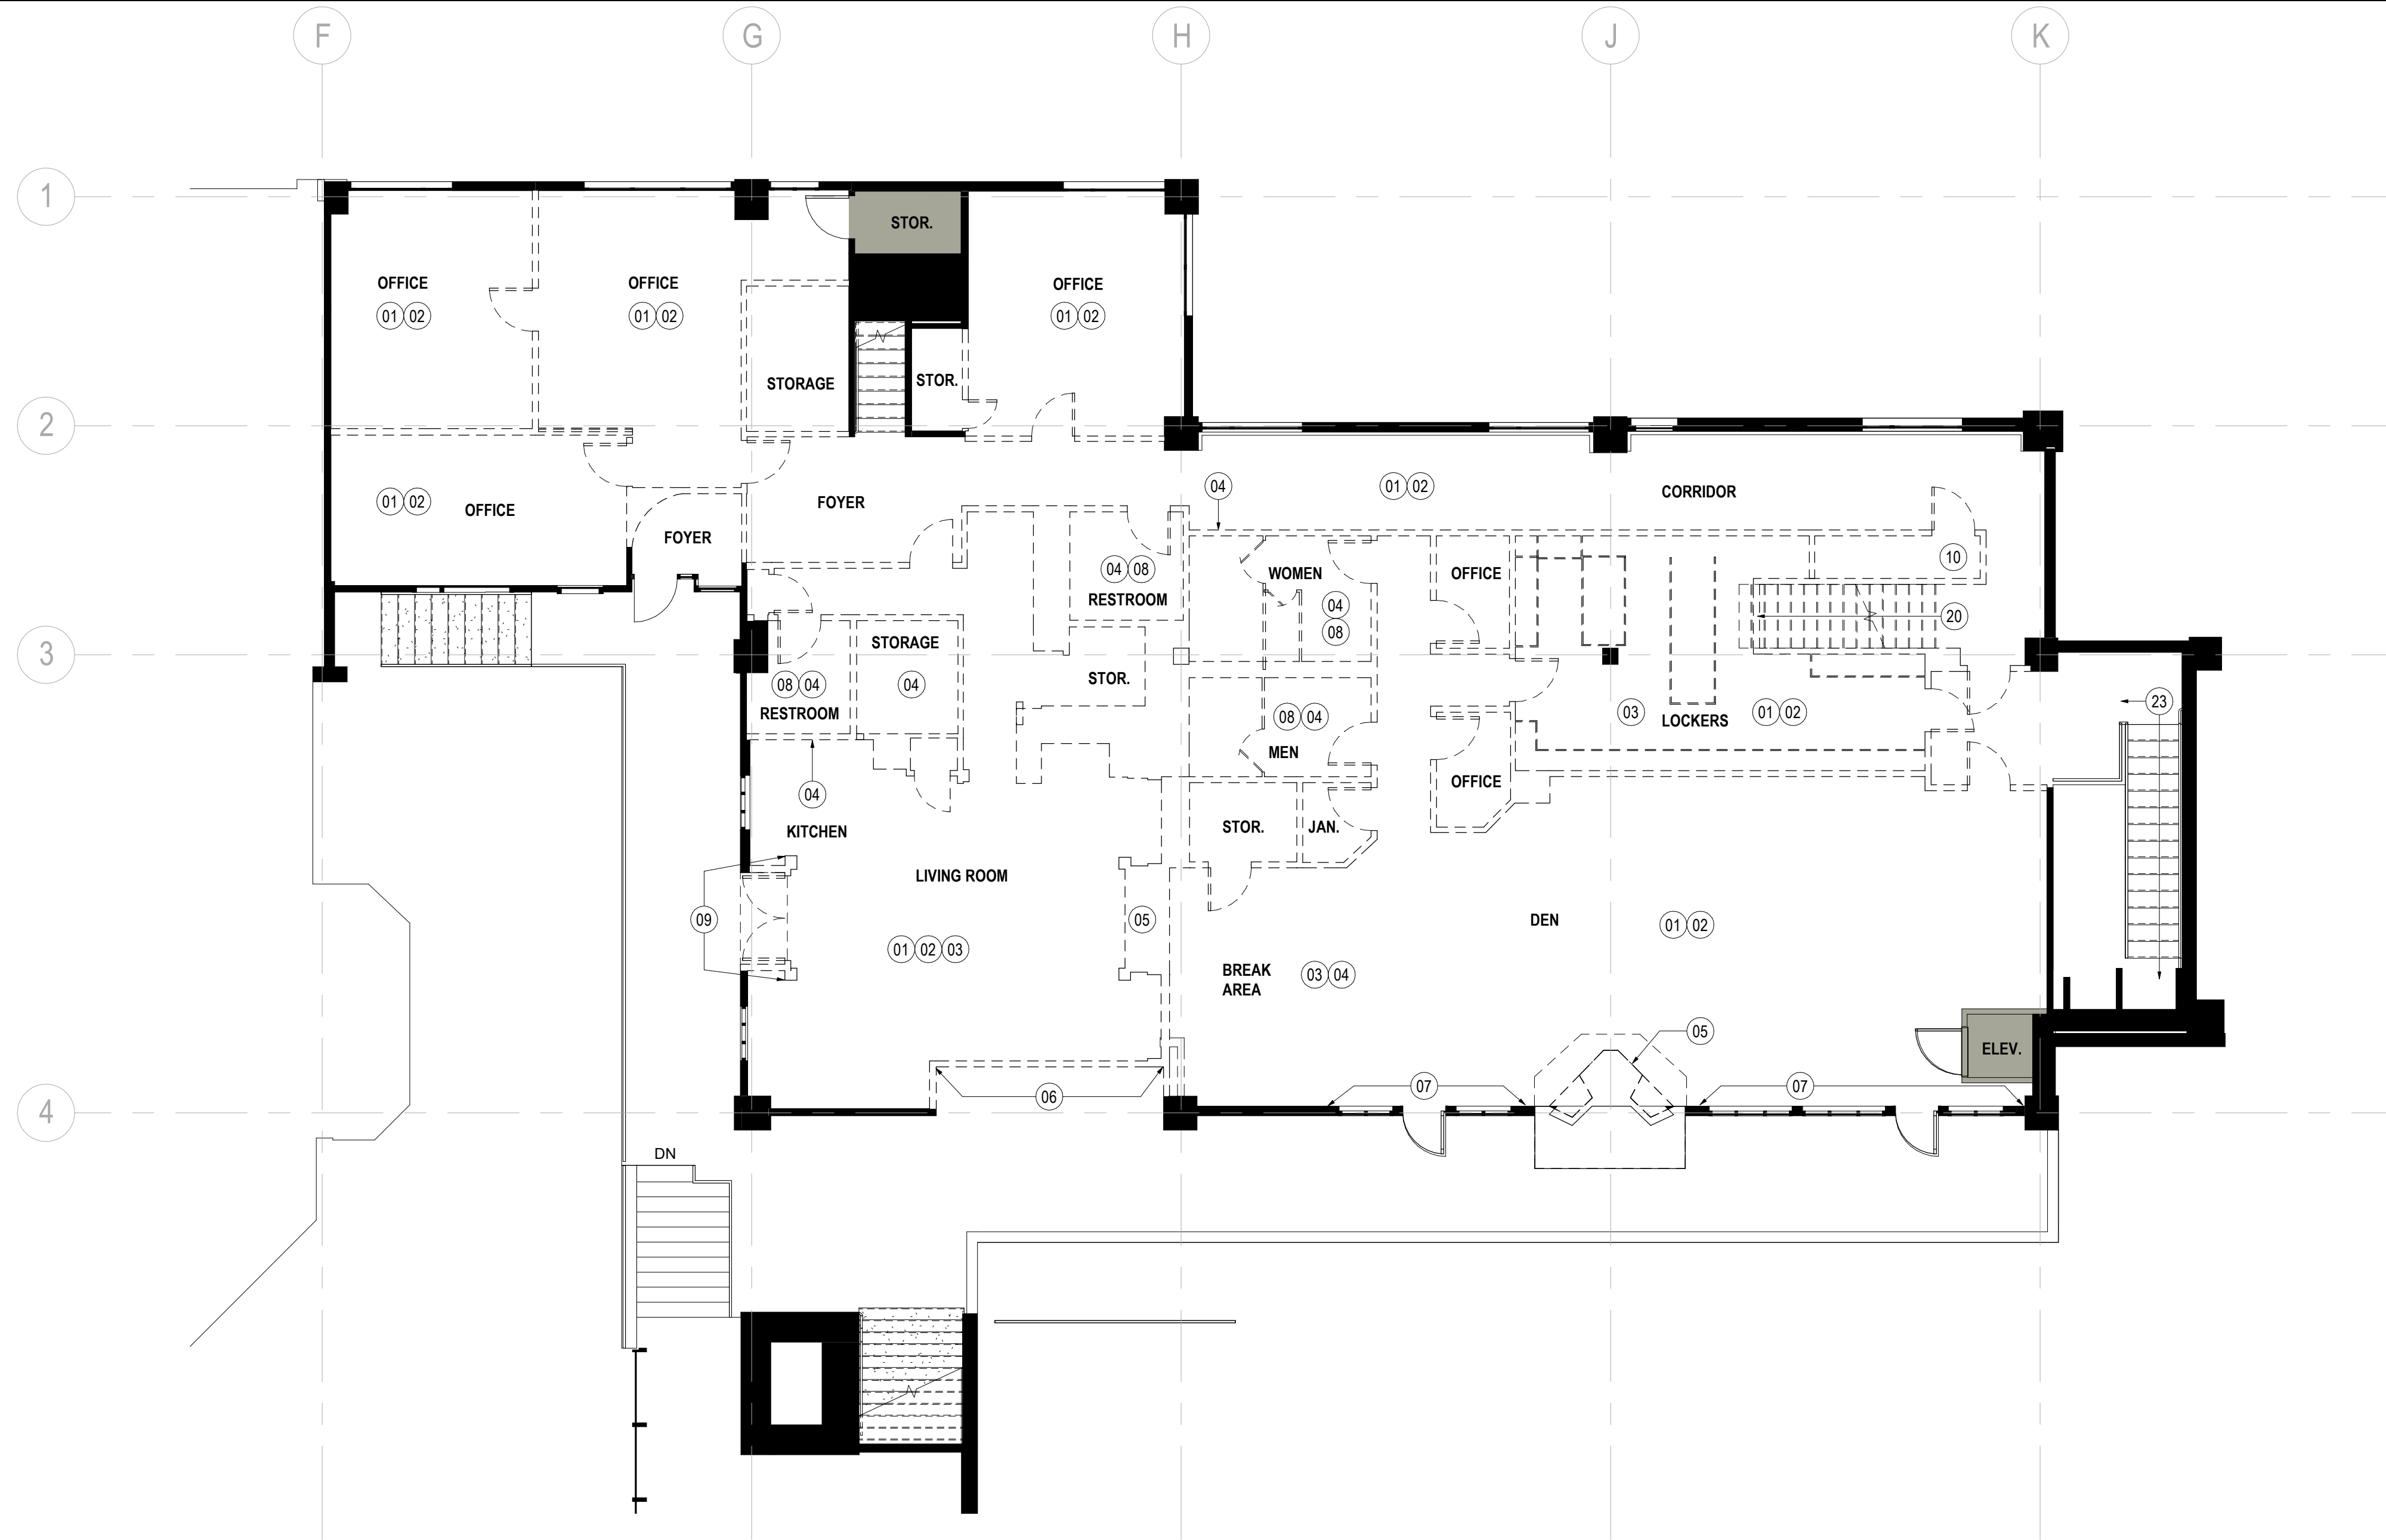 F G H J K
1
STOR.
OFFICE OFFICE OFFICE
01 02 01 02 01 02
STORAGE STOR.
2
01 02 OFFICE
FOYER
FOYER
04 01 02 CORRIDOR
04 08
RESTROOM
WOMEN
04
08
OFFICE
10
20
3
STORAGE
04
08 04
RESTROOM
STOR.
08 04
MEN
03 LOCKERS 01 02
23
OFFICE
04
KITCHEN
STOR. JAN.
LIVING ROOM
09
01 02 03
05
DEN 01 02
BREAK
AREA
03 04
05
ELEV.
06
07
07
4
DN